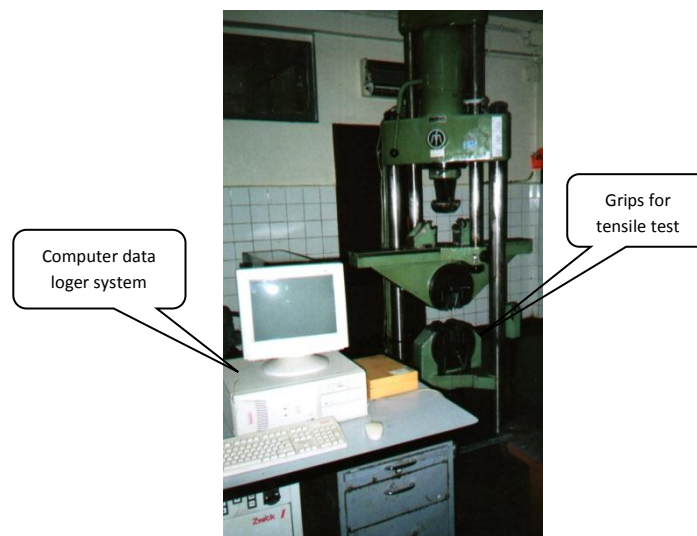 Computer data
loger system
Grips for
tensile test
Zwick